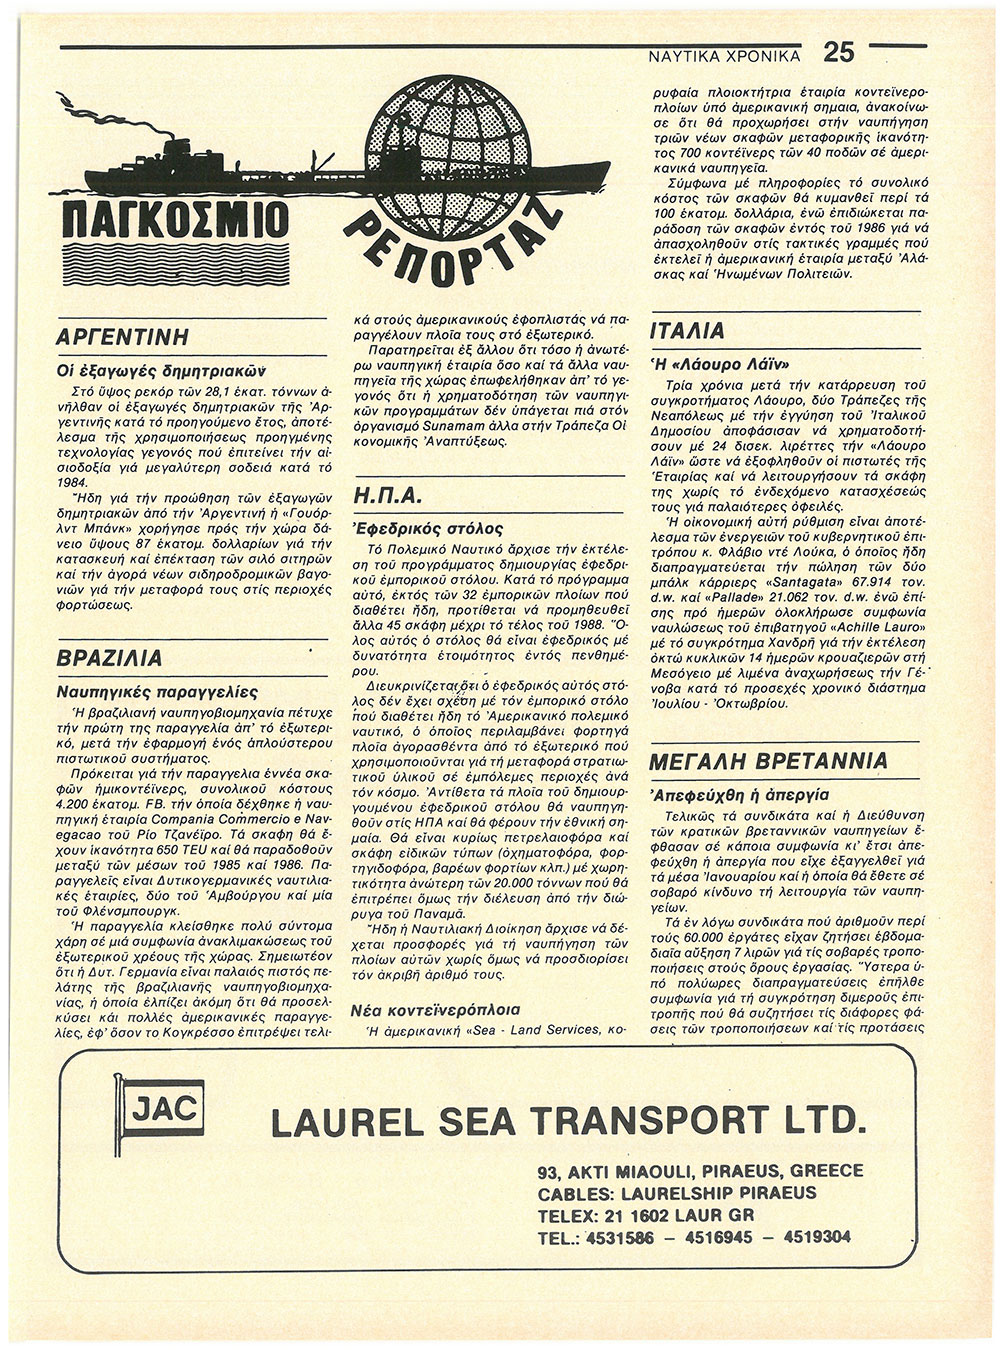 ΝΑΥΤΙΚΑ ΧΡΟΝΙΚΑ 25
ΠΑΓΚΟΣΜΙΟ
ΡΕΠΟΡΤΑΖ
ΑΡΓΕΝΤΙΝΗ
Οἱ ἐξαγωγές δημητριακῶν
Στό ὕψος ρεκόρ τῶν 28,1 ἑκατ. τόννων ἀ-
νῆλθαν οἱ ἐξαγωγές δημητριακῶν τῆς Ἀρ-
γεντινῆς κατά τό προηγούμενο ἔτος, ἀποτέ-
λεσμα τῆς χρησιμοποιήσεως προηγμένης
τεχνολογίας γεγονός πού ἐπιτείνει τήν αἰ-
σιοδοξία γιά μεγαλύτερη σοδειά κατά τό
1984.
Ἤδη γιά τήν προώθηση τῶν ἐξαγωγῶν
δημητριακῶν ἀπό τήν Ἀργεντινή ἡ «Γουόρ-
λντ Μπάνκ» χορήγησε πρός τήν χώρα δά-
νειο ὕψους 87 ἑκατομ. δολλαρίων γιά τήν
κατασκευή καί ἐπέκταση τῶν σιλό σιτηρῶν
καί τήν ἀγορά νέων σιδηροδρομικῶν βαγο-
νιῶν γιά τήν μεταφορά τους στίς περιοχές
φορτώσεως.
ΒΡΑΖΙΛΙΑ
Ναυπηγικές παραγγελίες
Ἡ βραζιλιανή ναυπηγοβιομηχανία πέτυχε
τήν πρώτη της παραγγελία ἀπ' τό ἐξωτερι-
κό, μετά τήν ἐφαρμογή ἑνός ἁπλούστερου
πιστωτικοῦ συστήματος.
Πρόκειται γιά τήν παραγγελια ἐννέα σκα-
φῶν ἡμικοντέϊνερς, συνολικοῦ κόστους
4.200 ἑκατομ. FB. τήν ὁποία δέχθηκε ἡ ναυ-
πηγική ἑταιρία Compania Commercio e Nav-
egacao τοῦ Ρίο Τζανέϊρο. Τά σκαφη θά ἔ-
χουν ἱκανότητα 650 TEU καί θά παραδοθοῦν
μεταξύ τῶν μέσων τοῦ 1985 καί 1986. Πα-
ραγγελεῖς εἶναι Δυτικογερμανικές ναυτιλια-
κές ἑταιρίες, δύο τοῦ Ἀμβούργου καί μία
τοῦ Φλένσμπουργκ.
Ἡ παραγγελία κλείσθηκε πολύ σύντομα
χάρη σέ μιά συμφωνία ἀνακλιμακώσεως τοῦ
ἐξωτερικοῦ χρέους τῆς χώρας. Σημειωτέον
ὅτι ἡ Δυτ. Γερμανία εἶναι παλαιός πιστός πε-
λάτης τῆς βραζιλιανῆς ναυπηγοβιομηχα-
νίας, ἡ ὁποία ἐλπίζει ἀκόμη ὅτι θά προσελ-
κύσει κάι πολλές ἀμερικανικές παραγγε-
λίες, ἐφ' ὅσον το Κογκρέσσο ἐπιτρέψει τελι-
κά στούς ἀμερικανικούς ἐφοπλιστάς νά πα-
ραγγέλουν πλοῖα τους στό ἐξωτερικό.
Παρατηρεῖται ἐξ ἄλλου ὅτι τόσο ἡ ἀνωτέ-
ρω ναυπηγική ἑταιρία ὅσο καί τά ἄλλα ναυ-
πηγεῖα τῆς χώρας ἐπωφελήθηκαν ἀπ' τό γε-
γονός ὅτι ἡ χρηματοδότηση τῶν ναυπηγι-
κῶν προγραμμάτων δέν ὑπάγεται πιά στόν
ὀργανισμό Sunamam ἀλλα στήν Τράπεζα Οἰ
κονομικῆς Ἀναπτύξεως.
Η.Π.Α.
Ἐφεδρικός στόλος
Τό Πολεμικό Ναυτικό ἄρχισε τήν ἐκτέλε-
ση τοῦ προγράμματος δημιουργίας ἐφεδρι-
κοῦ ἐμπορικοῦ στόλου. Κατά τό πρόγραμμα
αὐτό, ἐκτός τῶν 32 ἐμπορικῶν πλοίων πού
διαθέτει ἤδη, προτίθεται νά προμηθευθεῖ
ἄλλα 45 σκάφη μέχρι τό τέλος τοῦ 1988. Ὅ-
λος αὐτός ὁ στόλος θά εἶναι ἐφεδρικός μέ
δυνατότητα ἑτοιμότητος ἐντός πενθημέ-
ρου.
Διευκρινίζεται ὅτι ὁ ἐφεδρικός αὐτός στό-
λος δέν ἔχει σχέση μέ τόν ἐμπορικό στόλο
πού διαθέτει ἤδη τό Ἀμερικανικό πολεμικό
ναυτικό, ὁ ὁποῖος περιλαμβάνει φορτηγά
πλοῖα ἀγορασθέντα ἀπό τό ἐξωτερικό πού
χρησιμοποιοῦνται γιά τή μεταφορά στρατιω-
τικοῦ ὑλικοῦ σέ ἐμπόλεμες περιοχές ἀνά
τόν κόσμο. Ἀντίθετα τά πλοῖα τοῦ δημιουρ-
γουμένου ἐφεδρικοῦ στόλου θά ναυπηγη-
θοῦν στίς ΗΠΑ καί θά φέρουν τήν ἐθνική ση-
μαία. Θά εἶναι κυρίως πετρελαιοφόρα καί
σκάφη εἰδικῶν τύπων (ὀχηματοφόρα, φορ-
τηγιδοφόρα, βαρέων φορτίων κλπ.) μέ χωρη-
τικότητα ἀνώτερη τῶν 20.000 τόννων πού θά
ἐπιτρέπει ὅμως τήν διέλευση ἀπό τήν διώ-
ρυγα τοῦ Παναμᾶ.
Ἤδη ἡ Ναυτιλιακή Διοίκηση ἄρχισε νά δέ-
χεται προσφορές γιά τή ναυπήγηση τῶν
πλοίων αὐτῶν χωρίς ὅμως νά προσδιορίσει
τόν ἀκριβῆ ἀριθμό τους.
Νέα κοντεϊνερόπλοια
Ἡ ἀμερικανική «Sea - Land Services, κο-
ρυφαία πλοιοκτήτρια ἑταιρία κοντεϊνερο-
πλοίων ὑπό ἀμερικανική σημαια, ἀνακοίνω-
σε ὅτι θά προχωρήσει στήν ναυπήγηση
τριῶν νέων σκαφῶν μεταφορικῆς ἱκανότη-
τος 700 κοντέϊνερς τῶν 40 ποδῶν σέ ἀμερι-
κανικά ναυπηγεῖα.
Σύμφωνα μέ πληροφορίες τό συνολικό
κόστος τῶν σκαφῶν θά κυμανθεῖ περί τά
100 ἑκατομ. δολλάρια, ἐνῶ ἐπιδιώκεται πα-
ράδοση τῶν σκαφῶν ἐντός τοῦ 1986 γιά νά
ἀπασχοληθοῦν στίς τακτικές γραμμές πού
ἐκτελεῖ ἡ ἀμερικανική ἑταιρία μεταξύ Ἀλά-
σκας καί Ἡνωμένων Πολιτειῶν.
ΙΤΑΛΙΑ
Ἡ «Λάουρο Λάϊν»
Τρία χρόνια μετά τήν κατάρρευση τοῦ
συγκροτήματος Λάουρο, δύο Τράπεζες τῆς
Νεαπόλεως μέ τήν ἐγγύηση τοῦ Ἰταλικοῦ
Δημοσίου ἀποφάσισαν νά χρηματοδοτή-
σουν μέ 24 δισεκ. λιρέττες τήν «Λάουρο
Λάϊν» ὥστε νά ἐξοφληθοῦν οἱ πιστωτές τῆς
Ἑταιρίας καί νά λειτουργήσουν τά σκάφη
της χωρίς τό ἐνδεχόμενο κατασχέσεώς
τους γιά παλαιότερες ὀφειλές.
Ἡ οἰκονομική αὐτή ρύθμιση εἶναι ἀποτέ-
λεσμα τῶν ἐνεργειῶν τοῦ κυβερνητικοῦ ἐπι-
τρόπου κ. Φλάβιο ντέ Λούκα, ὁ ὁποῖος ἤδη
διαπραγματεύεται τήν πώληση τῶν δύο
μπάλκ κάρριερς «Santagata» 67.914 τον.
d.w. καί «Pallade» 21.062 τον. d.w. ἐνῶ ἐπί-
σης πρό ἡμερῶν ὁλοκλήρωσε συμφωνία
ναυλώσεως τοῦ ἐπιβατηγοῦ «Achille Lauro»
μέ τό συγκρότημα Χανδρῆ γιά τήν ἐκτέλεση
ὀκτώ κυκλικῶν 14 ἡμερῶν κρουαζιερῶν στή
Μεσόγειο μέ λιμένα ἀναχωρήσεως τήν Γέ-
νοβα κατά τό προσεχές χρονικό διάστημα
Ἰουλίου - Ὀκτωβρίου.
ΜΕΓΑΛΗ ΒΡΕΤΑΝΝΙΑ
Ἀπεφεύχθη ἡ ἀπεργία
Τελικῶς τά συνδικάτα καί ἡ Διεύθυνση
τῶν κρατικῶν βρεταννικῶν ναυπηγείων ἔ-
φθασαν σέ κάποια συμφωνία κι' ἔτσι ἀπε-
φεύχθη ἡ ἀπεργία που εἶχε ἐξαγγελθεῖ γιά
τά μέσα Ἰανουαρίου καί ἡ ὁποία θά ἔθετε σέ
σοβαρό κίνδυνο τή λειτουργία τῶν ναυπη-
γείων.
Τά ἐν λόγω συνδικάτα πού ἀριθμοῦν περί
τούς 60.000 ἐργάτες εἶχαν ζητήσει ἑβδομα-
διαῖα αὔξηση 7 λιρῶν γιά τίς σοβαρές τροπο-
ποιήσεις στούς ὅρους ἐργασίας. Ὕστερα ὑ-
πό πολύωρες διαπραγματεύσεις ἐπῆλθε
συμφωνία γιά τή συγκρότηση διμεροῦς ἐπι-
τροπῆς πού θά συζητήσει τίς διάφορες φά-
σεις τῶν τροποποιήσεων καί τίς προτάσεις
JAC
LAUREL SEA TRANSPORT LTD.
93, AKTI MIAOULI, PIRAEUS, GREECE
CABLES: LAURELSHIP PIRAEUS
TELEX: 21 1602 LAUR GR
TEL.: 4531586 – 4516945 – 4519304